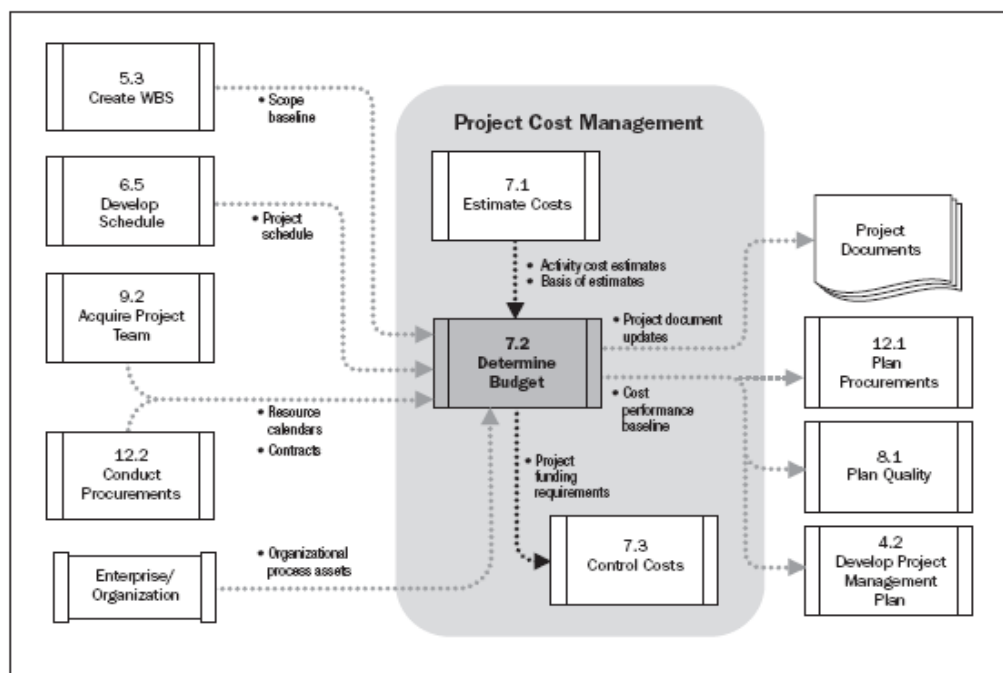 5.3
Create WBS
• Scope
baseline
6.5
Develop
Schedule
• Project
schedule
9.2
Acquire Project
Team
12.2
Conduct
Procurements
• Resource
calendars
• Contracts
Enterprise/
Organization
• Organizational
process assets
Project Cost Management
7.1
Estimate Costs
• Activity cost estimates
• Basis of estimates
7.2
Determine
Budget
• Project document
updates
• Cost
performance
baseline
• Project
funding
requirements
7.3
Control Costs
Project
Documents
12.1
Plan
Procurements
8.1
Plan Quality
4.2
Develop Project
Management
Plan